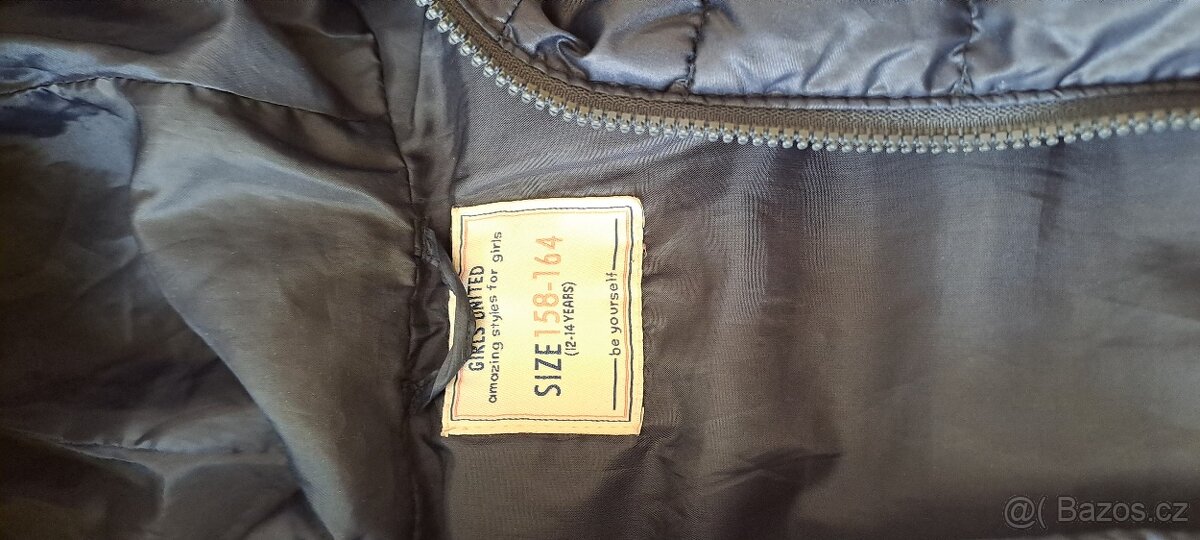 GIRLS UNITED
amazing styles for girls
SIZE 158-164
(12-14 YEARS)
be yourself
@( Bazos.cz